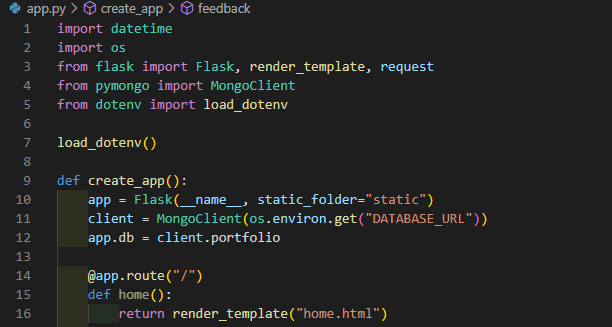 app.py > create_app > feedback
1 import datetime
2 import os
3 from flask import Flask, render_template, request
4 from pymongo import MongoClient
5 from dotenv import load_dotenv
6
7 load_dotenv()
8
9 def create_app():
10     app = Flask(__name__, static_folder="static")
11     client = MongoClient(os.environ.get("DATABASE_URL"))
12     app.db = client.portfolio
13
14     @app.route("/")
15     def home():
16         return render_template("home.html")